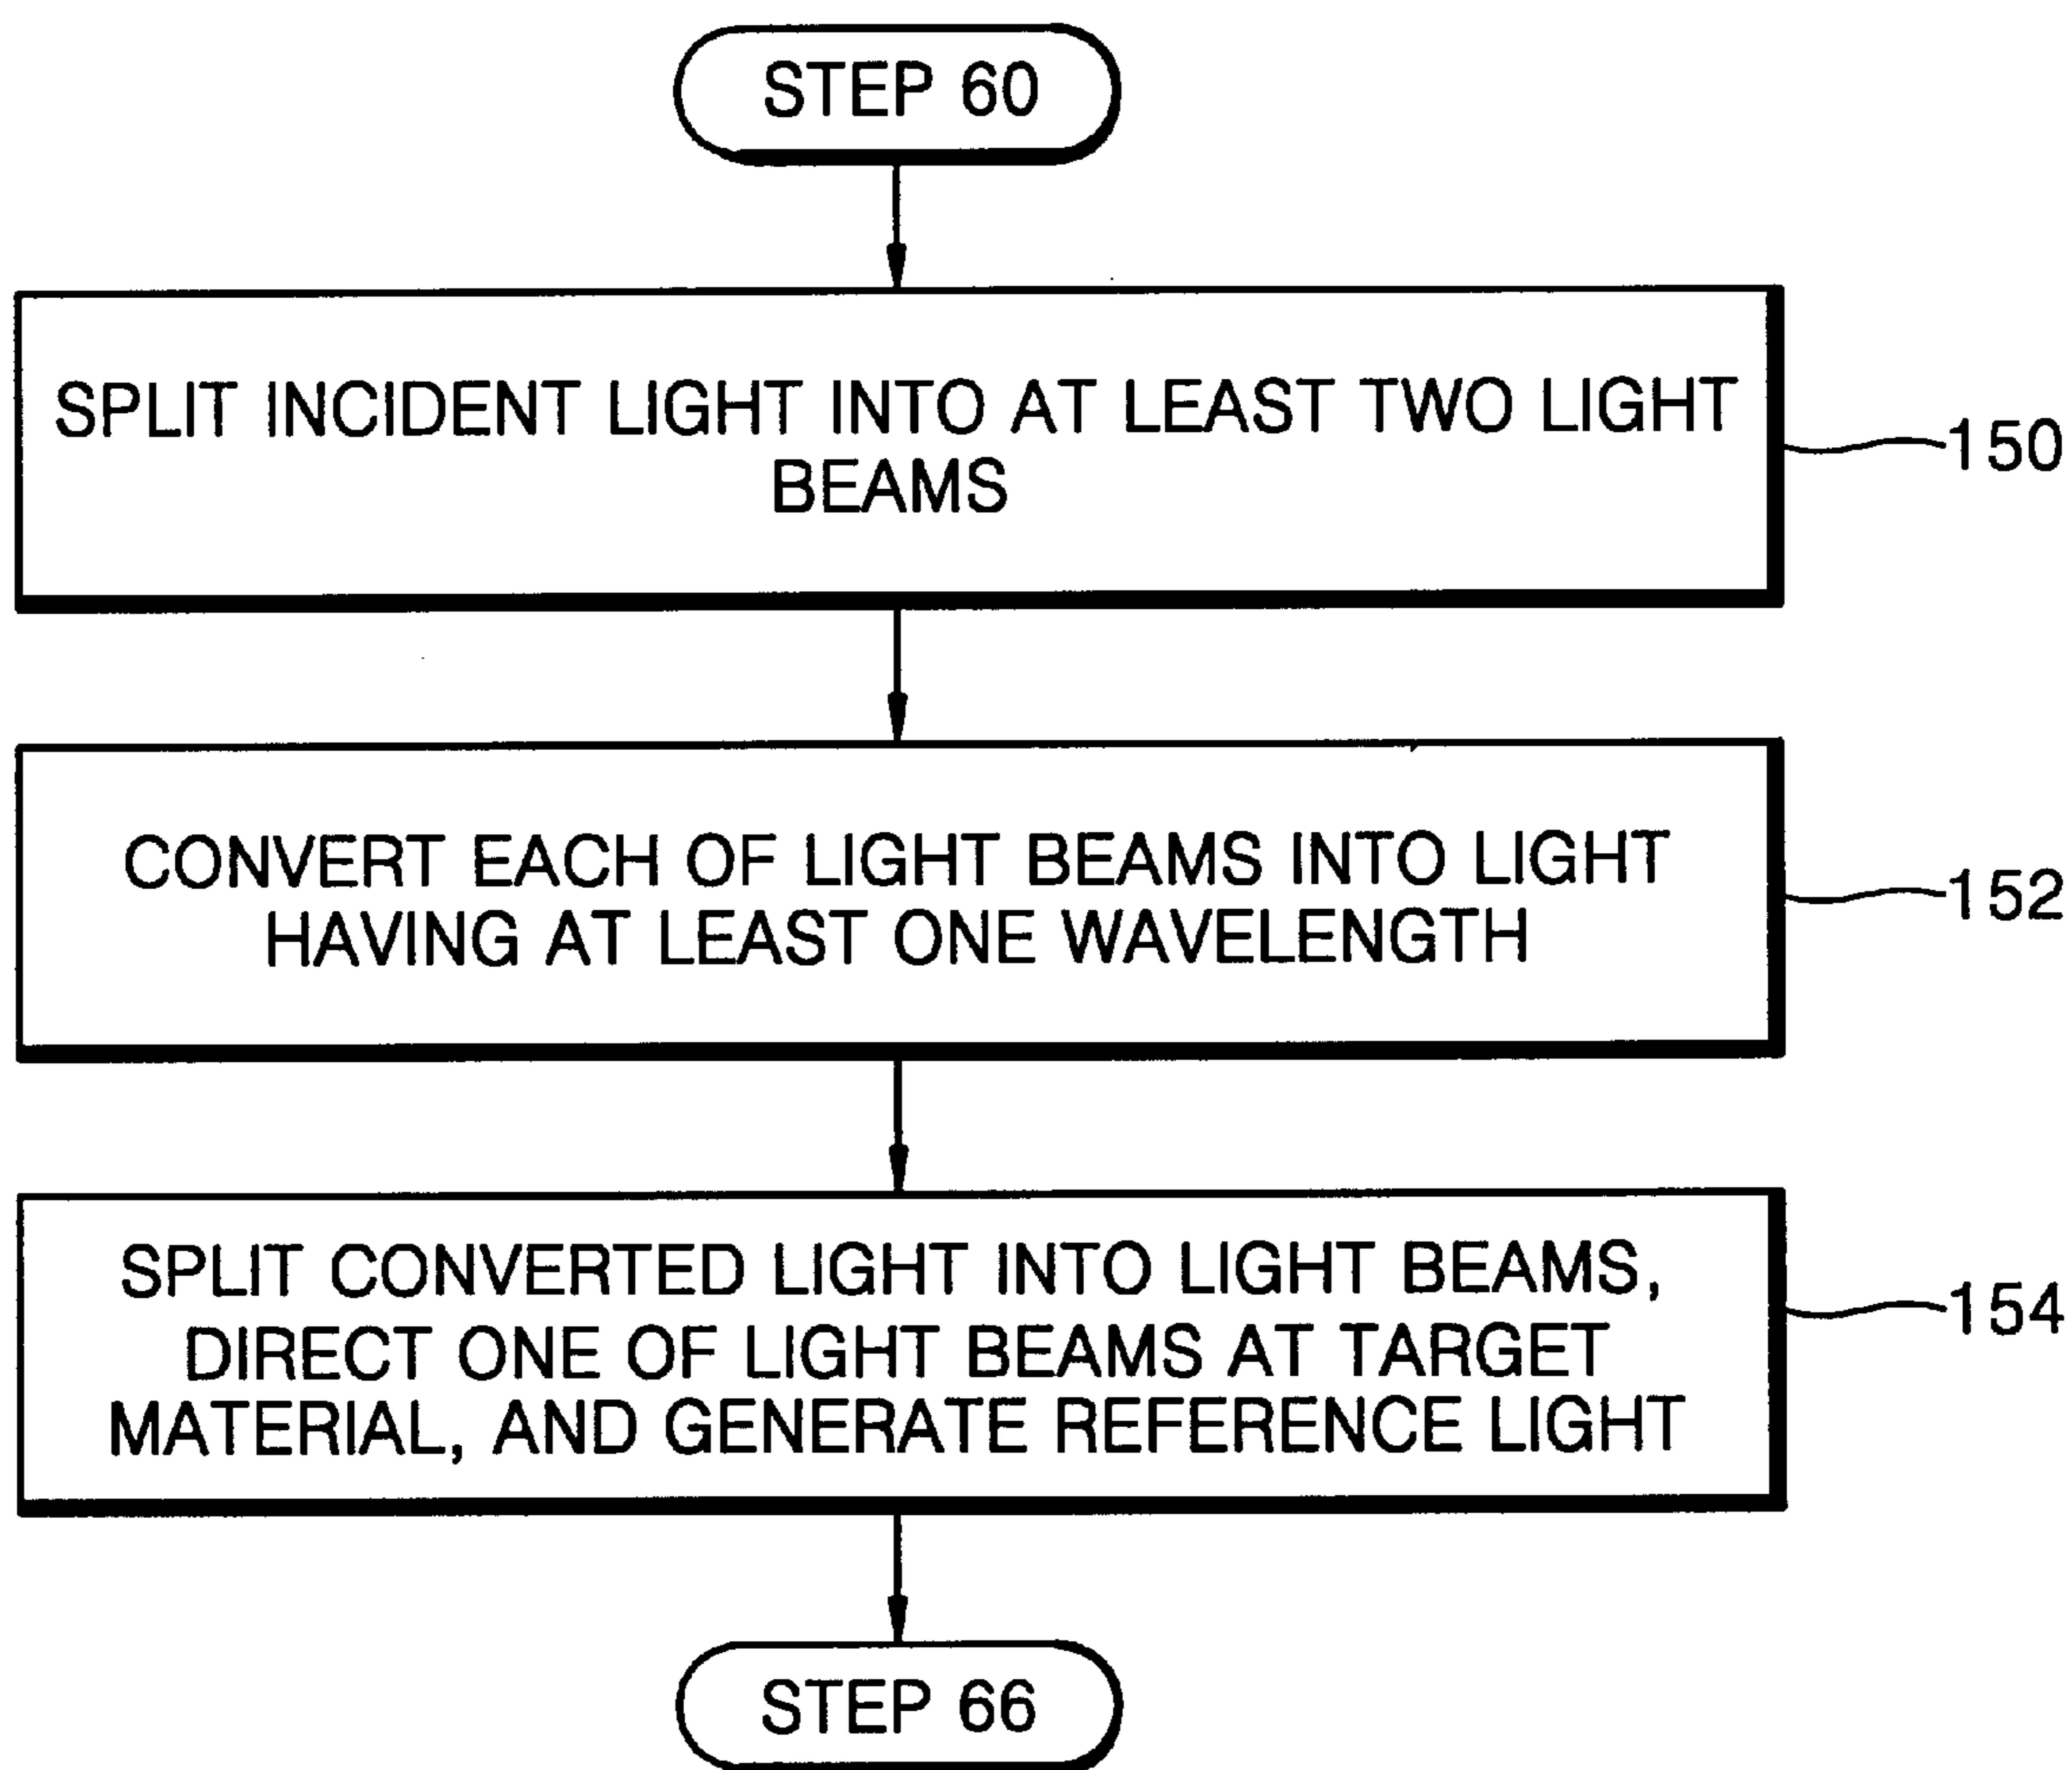 STEP 60
SPLIT INCIDENT LIGHT INTO AT LEAST TWO LIGHT
BEAMS
150
CONVERT EACH OF LIGHT BEAMS INTO LIGHT
HAVING AT LEAST ONE WAVELENGTH
152
SPLIT CONVERTED LIGHT INTO LIGHT BEAMS,
DIRECT ONE OF LIGHT BEAMS AT TARGET
MATERIAL, AND GENERATE REFERENCE LIGHT
154
STEP 66